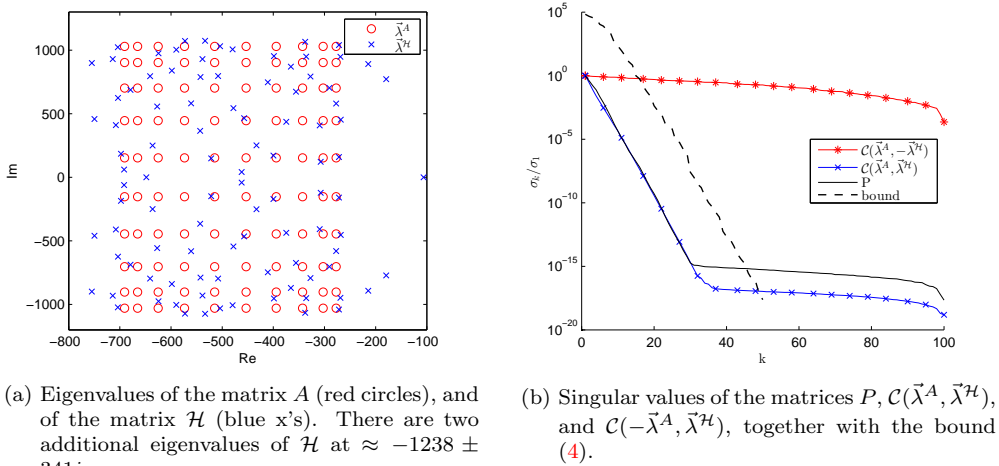 1000
500
0
−500
−1000
Im
−800
−700
−600
−500
−400
−300
−200
−100
Re
λ⃗^A
λ⃗^ℋ
10^5
10^0
10^−5
10^−10
10^−15
10^−20
σ_k/σ_1
0
20
40
60
80
100
k
𝒞(λ⃗^A, −λ⃗^ℋ)
𝒞(λ⃗^A, λ⃗^ℋ)
P
bound
(a) Eigenvalues of the matrix A (red circles), and
of the matrix ℋ (blue x's). There are two
additional eigenvalues of ℋ at ≈ −1238 ±
(b) Singular values of the matrices P, 𝒞(λ⃗^A, λ⃗^ℋ),
and 𝒞(−λ⃗^A, λ⃗^ℋ), together with the bound
(4).